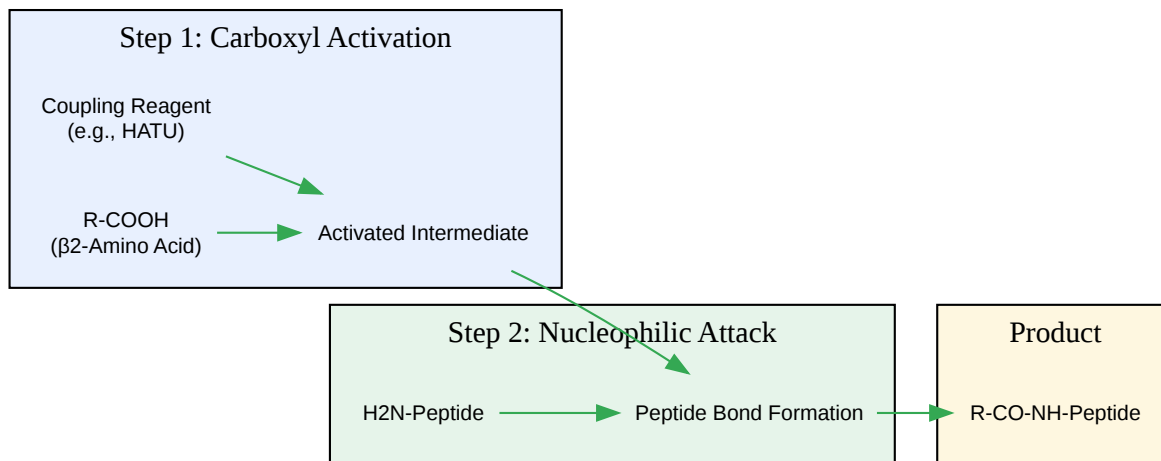 Step 1: Carboxyl Activation
Coupling Reagent
(e.g., HATU)
R-COOH
(β2-Amino Acid)
Activated Intermediate
Step 2: Nucleophilic Attack
H2N-Peptide
Peptide Bond Formation
Product
R-CO-NH-Peptide